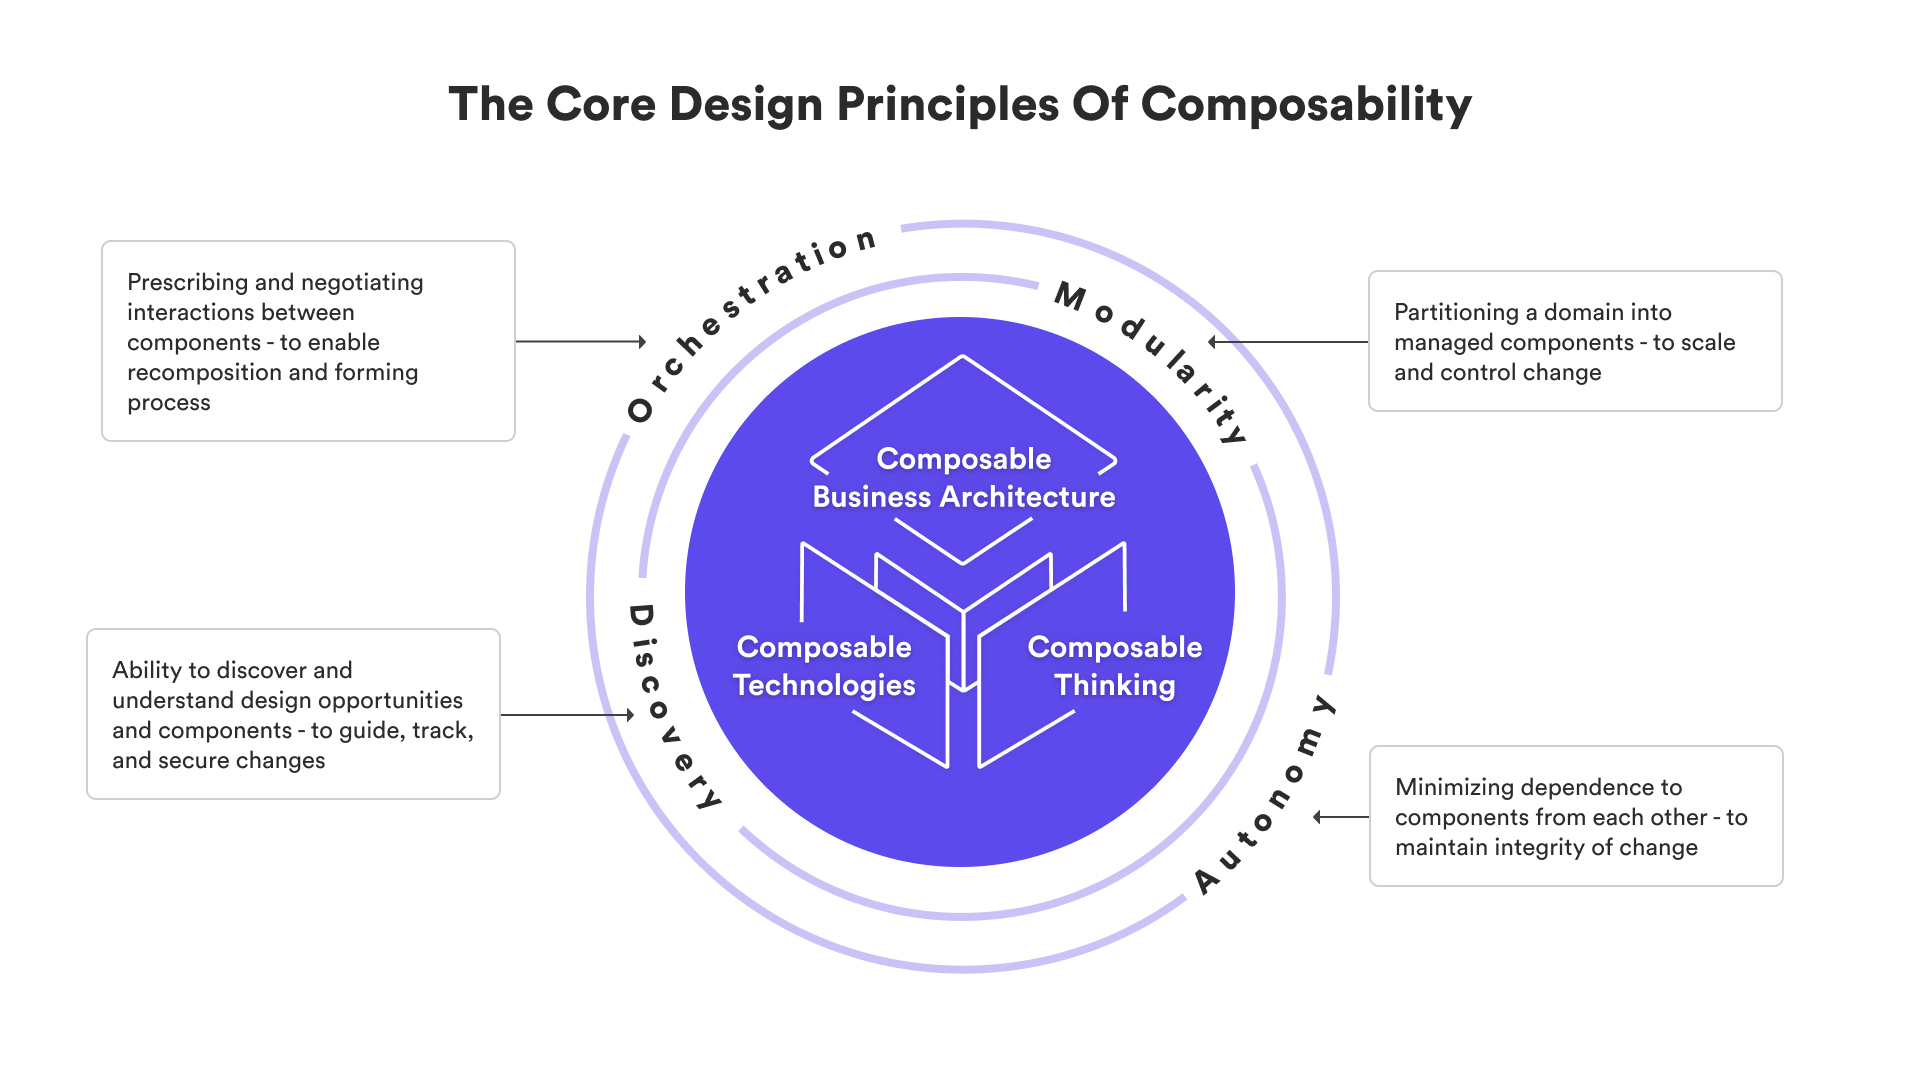 The Core Design Principles Of Composability
Orchestration
Modularity
Prescribing and negotiating
interactions between
components - to enable
recomposition and forming
process
Partitioning a domain into
managed components - to scale
and control change
Composable
Business Architecture
Composable
Technologies
Composable
Thinking
Discovery
Autonomy
Ability to discover and
understand design opportunities
and components - to guide, track,
and secure changes
Minimizing dependence to
components from each other - to
maintain integrity of change